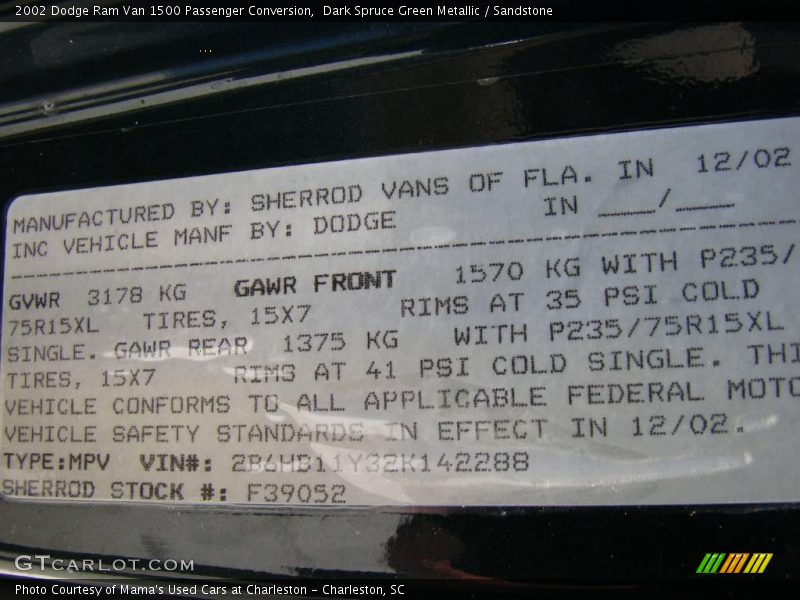 2002 Dodge Ram Van 1500 Passenger Conversion,  Dark Spruce Green Metallic / Sandstone
MANUFACTURED BY: SHERROD VANS OF FLA. IN 12/02
INC VEHICLE MANF BY: DODGE IN ____/____
GVWR 3178 KG GAWR FRONT 1570 KG WITH P235/
75R15XL TIRES, 15X7 RIMS AT 35 PSI COLD
SINGLE. GAWR REAR 1375 KG WITH P235/75R15XL
TIRES, 15X7 RIMS AT 41 PSI COLD SINGLE. THI
VEHICLE CONFORMS TO ALL APPLICABLE FEDERAL MOTO
VEHICLE SAFETY STANDARDS IN EFFECT IN 12/02.
TYPE:MPV VIN#: 2B6HB11Y32K142288
SHERROD STOCK #: F39052
GTCARLOT.COM
Photo Courtesy of Mama's Used Cars at Charleston - Charleston, SC